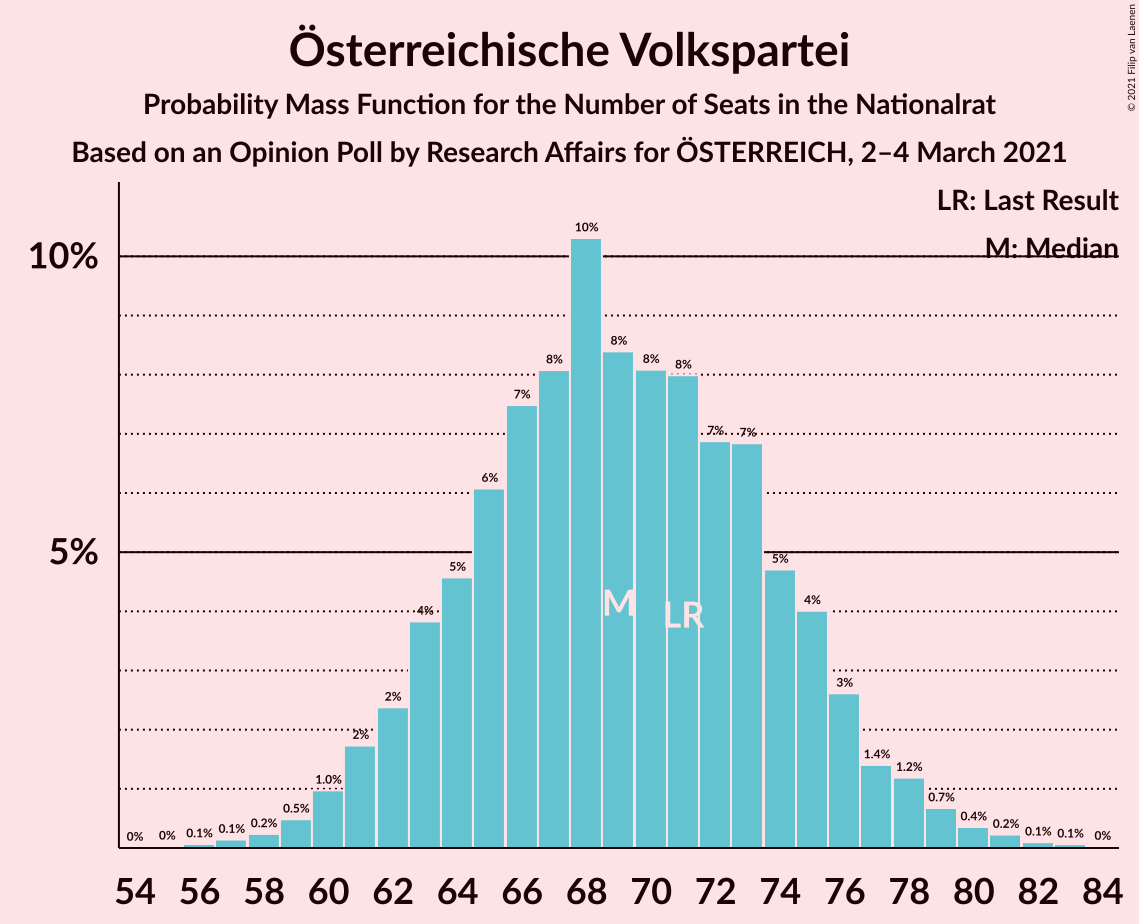 Österreichische Volkspartei
Probability Mass Function for the Number of Seats in the Nationalrat
Based on an Opinion Poll by Research Affairs for ÖSTERREICH, 2–4 March 2021
© 2021 Filip van Laenen
LR: Last Result
M: Median
10%
5%
0% 0% 0.1% 0.1% 0.2% 0.5% 1.0% 2% 2% 4% 5% 6% 7% 8% 10% 8% 8% 8% 7% 7% 5% 4% 3% 1.4% 1.2% 0.7% 0.4% 0.2% 0.1% 0.1% 0%
M LR
54 56 58 60 62 64 66 68 70 72 74 76 78 80 82 84